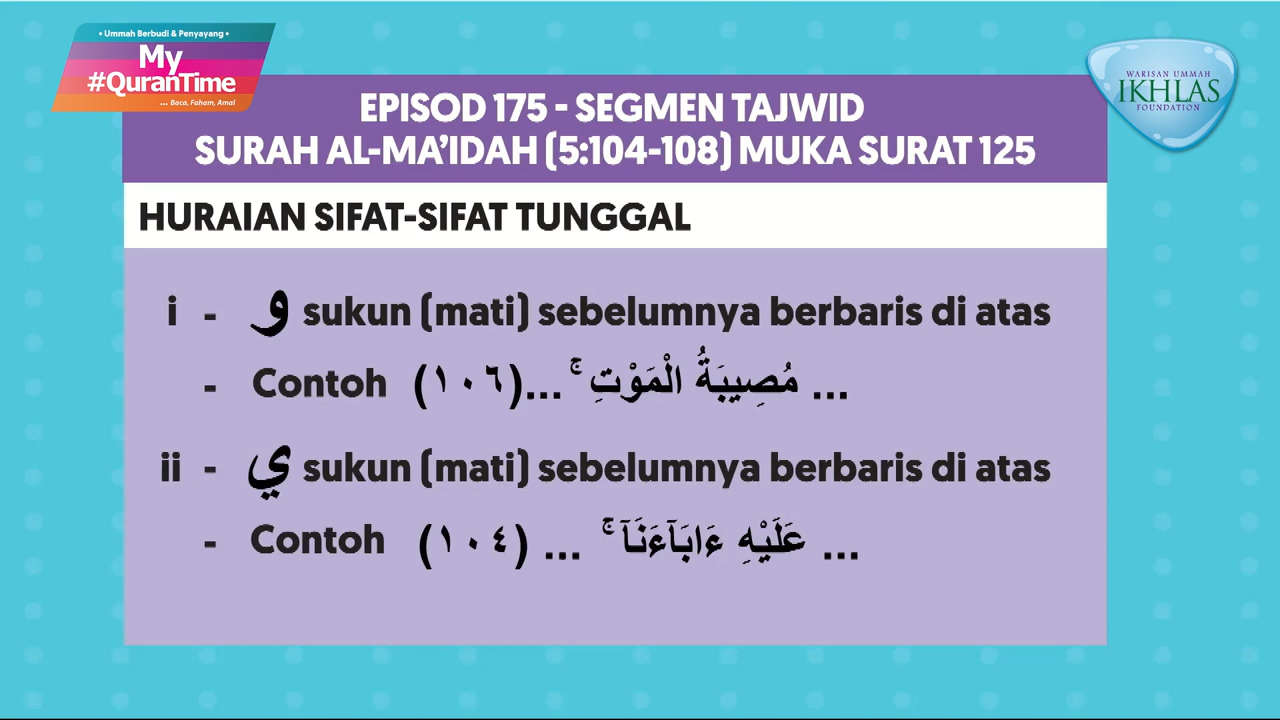 • Ummah Berbudi & Penyayang •
My
#QuranTime
... Baca, Faham, Amal
WARISAN UMMAH
IKHLAS
FOUNDATION
EPISOD 175 - SEGMEN TAJWID
SURAH AL-MA’IDAH (5:104-108) MUKA SURAT 125
HURAIAN SIFAT-SIFAT TUNGGAL
i - و sukun (mati) sebelumnya berbaris di atas
- Contoh (١٠٦)... مُصِيبَةُ الْمَوْتِ ۚ ...
ii - ي sukun (mati) sebelumnya berbaris di atas
- Contoh (١٠٤) ... عَلَيْهِ ءَابَآءَنَآ ۚ ...